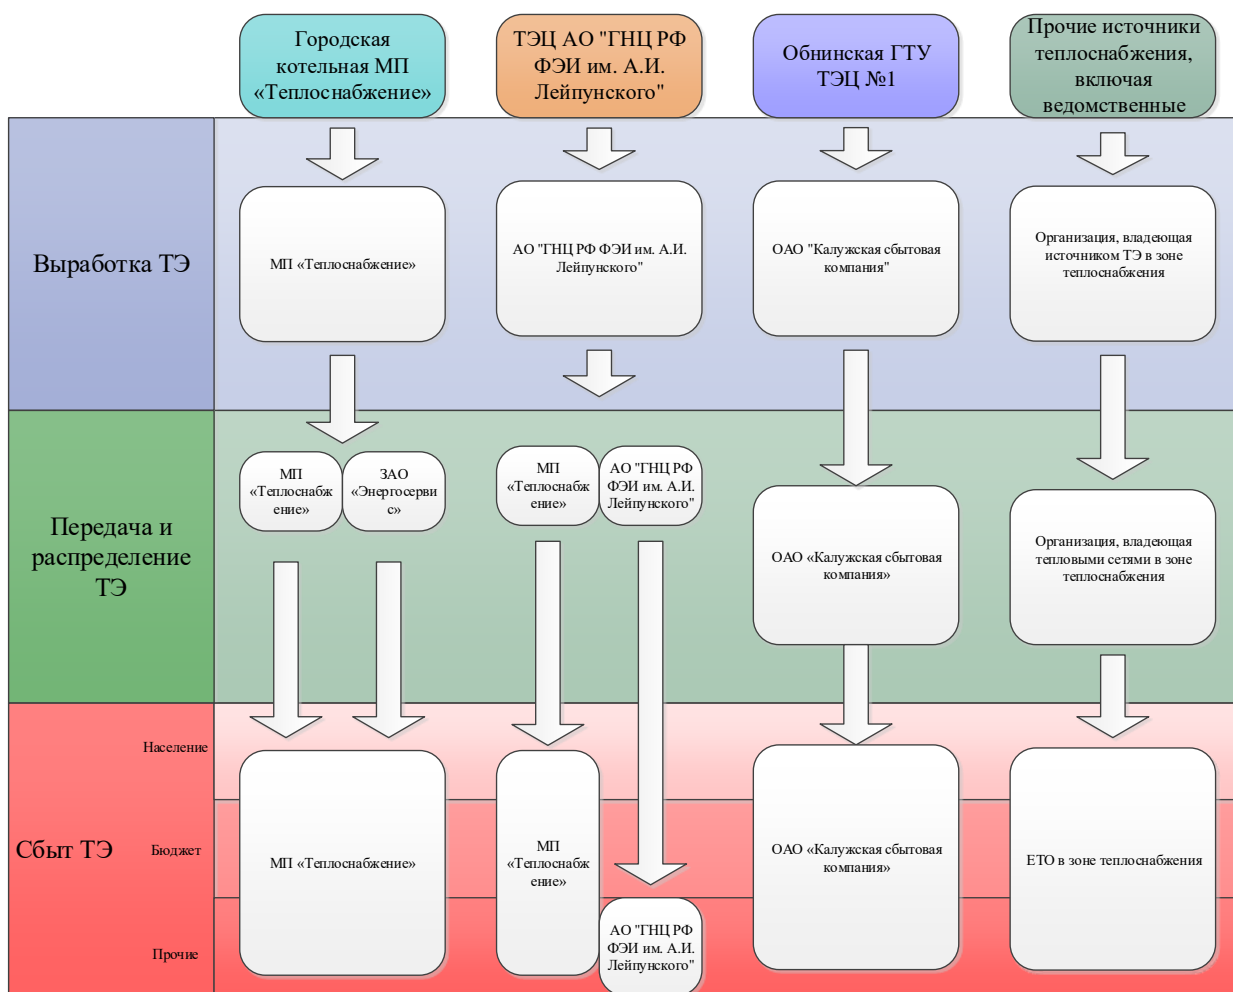 Городская
котельная МП
«Теплоснабжение»
ТЭЦ АО "ГНЦ РФ
ФЭИ им. А.И.
Лейпунского"
Обнинская ГТУ
ТЭЦ №1
Прочие источники
теплоснабжения,
включая
ведомственные
Выработка ТЭ
МП «Теплоснабжение»
АО "ГНЦ РФ ФЭИ им. А.И.
Лейпунского"
ОАО "Калужская сбытовая
компания"
Организация, владеющая
источником ТЭ в зоне
теплоснабжения
Передача и
распределение
ТЭ
МП
«Теплоснабж
ение»
ЗАО
«Энергосерви
с»
МП
«Теплоснабж
ение»
АО "ГНЦ РФ
ФЭИ им. А.И.
Лейпунского"
ОАО «Калужская сбытовая
компания»
Организация, владеющая
тепловыми сетями в зоне
теплоснабжения
Сбыт ТЭ
Население
Бюджет
Прочие
МП «Теплоснабжение»
МП
«Теплоснабж
ение»
АО "ГНЦ РФ
ФЭИ им. А.И.
Лейпунского"
ОАО «Калужская сбытовая
компания»
ЕТО в зоне теплоснабжения